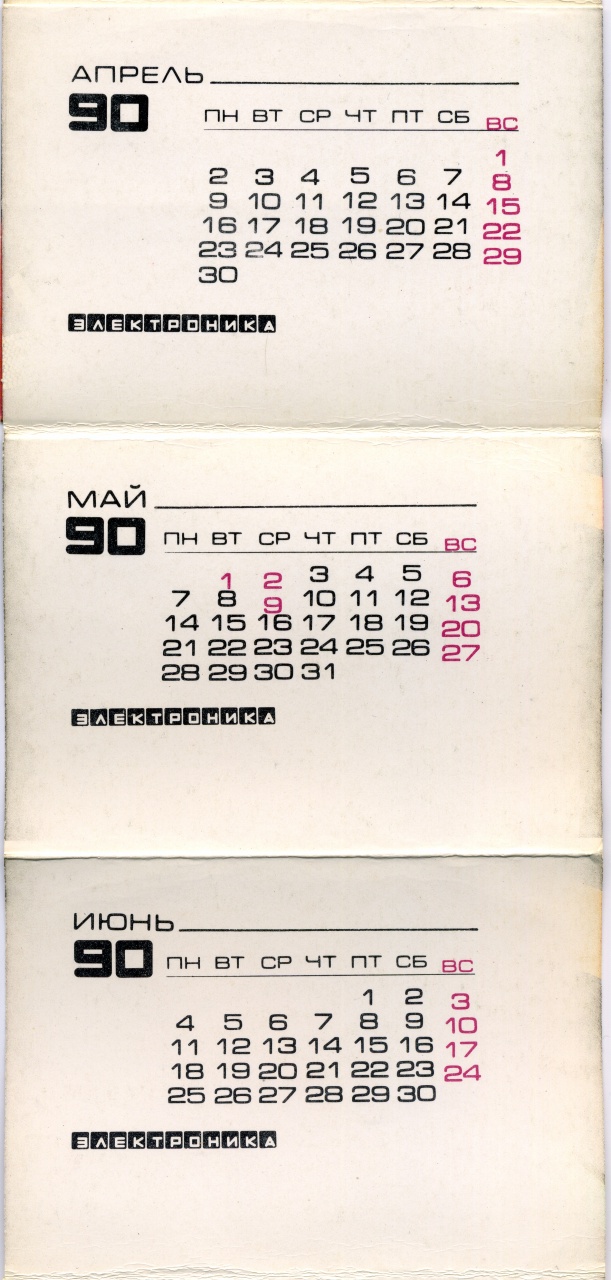 АПРЕЛЬ
90
ПН ВТ СР ЧТ ПТ СБ ВС
1
2 3 4 5 6 7 8
9 10 11 12 13 14 15
16 17 18 19 20 21 22
23 24 25 26 27 28 29
30
ЭЛЕКТРОНИКА
МАЙ
90
ПН ВТ СР ЧТ ПТ СБ ВС
1 2 3 4 5 6
7 8 9 10 11 12 13
14 15 16 17 18 19 20
21 22 23 24 25 26 27
28 29 30 31
ЭЛЕКТРОНИКА
ИЮНЬ
90
ПН ВТ СР ЧТ ПТ СБ ВС
1 2 3
4 5 6 7 8 9 10
11 12 13 14 15 16 17
18 19 20 21 22 23 24
25 26 27 28 29 30
ЭЛЕКТРОНИКА